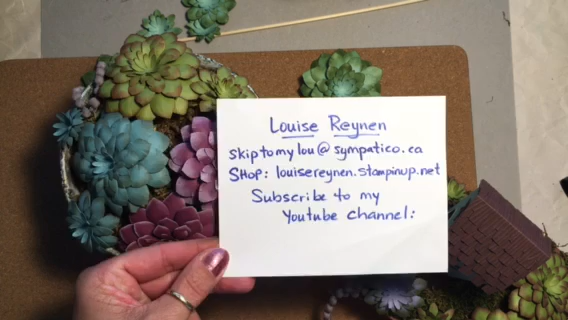 Louise Reynen
skiptomylou@sympatico.ca
SHOP: louisereynen.stampinup.net
Subscribe to my
Youtube channel: